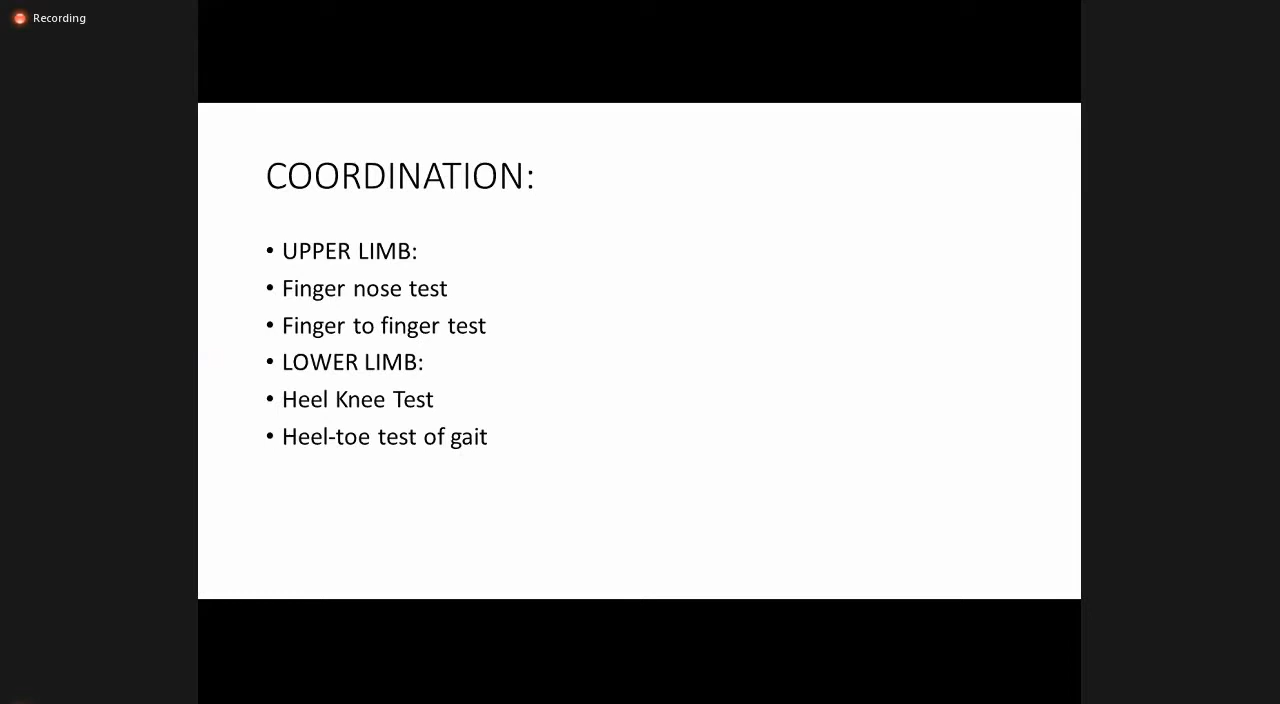 Recording
COORDINATION:
• UPPER LIMB:
• Finger nose test
• Finger to finger test
• LOWER LIMB:
• Heel Knee Test
• Heel-toe test of gait